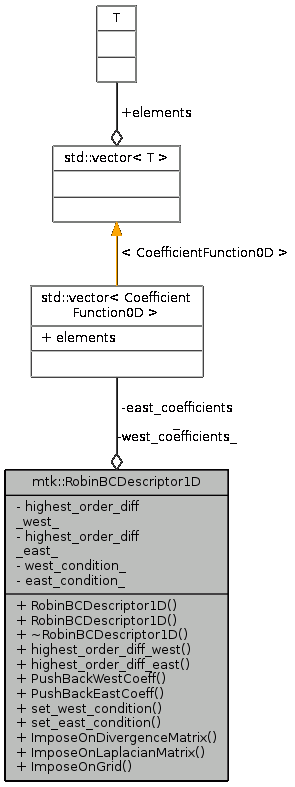 T
+elements
std::vector< T >
< CoefficientFunction0D >
std::vector< Coefficient
Function0D >
+ elements
-east_coefficients
_
-west_coefficients_
mtk::RobinBCDescriptor1D
- highest_order_diff
_west_
- highest_order_diff
_east_
- west_condition_
- east_condition_
+ RobinBCDescriptor1D()
+ RobinBCDescriptor1D()
+ ~RobinBCDescriptor1D()
+ highest_order_diff_west()
+ highest_order_diff_east()
+ PushBackWestCoeff()
+ PushBackEastCoeff()
+ set_west_condition()
+ set_east_condition()
+ ImposeOnDivergenceMatrix()
+ ImposeOnLaplacianMatrix()
+ ImposeOnGrid()